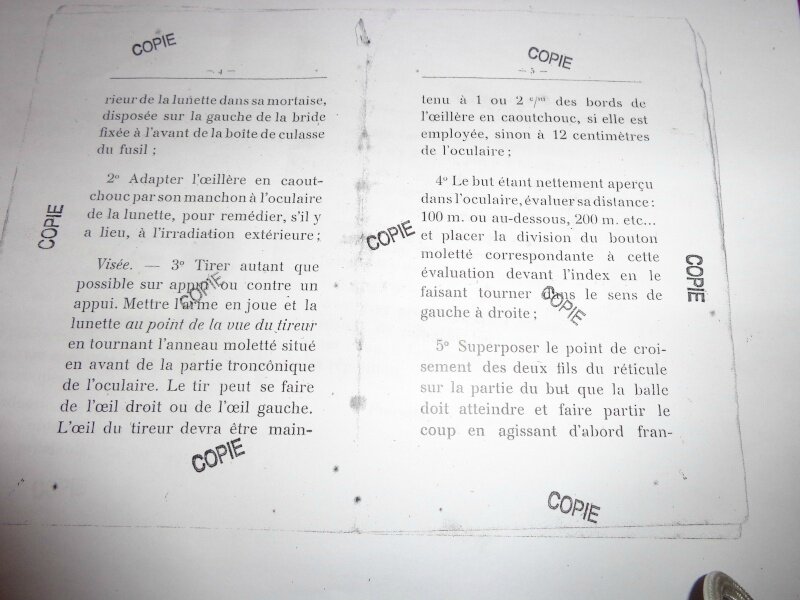 COPIE
— 4 —
rieur de la lunette dans sa mortaise,
disposée sur la gauche de la bride
fixée à l'avant de la boîte de culasse
du fusil ;
2° Adapter l'œillère en caout-
chouc par son manchon à l'oculaire
de la lunette, pour remédier, s'il y
a lieu, à l'irradiation extérieure ;
COPIE
Visée. — 3° Tirer autant que
possible sur appui ou contre un
appui. Mettre l'arme en joue et la
lunette au point de la vue du tireur
en tournant l'anneau moletté situé
en avant de la partie troncônique
de l'oculaire. Le tir peut se faire
de l'œil droit ou de l'œil gauche.
L'œil du tireur devra être main-
COPIE
COPIE
COPIE
COPIE
— 5 —
tenu à 1 ou 2 c/m des bords de
l'œillère en caoutchouc, si elle est
employée, sinon à 12 centimètres
de l'oculaire ;
4° Le but étant nettement aperçu
dans l'oculaire, évaluer sa distance :
100 m. ou au-dessous, 200 m. etc...
et placer la division du bouton
moletté correspondante à cette
évaluation devant l'index en le
faisant tourner dans le sens de
gauche à droite ;
COPIE
COPIE
5° Superposer le point de croi-
sement des deux fils du réticule
sur la partie du but que la balle
doit atteindre et faire partir le
coup en agissant d'abord fran-
COPIE